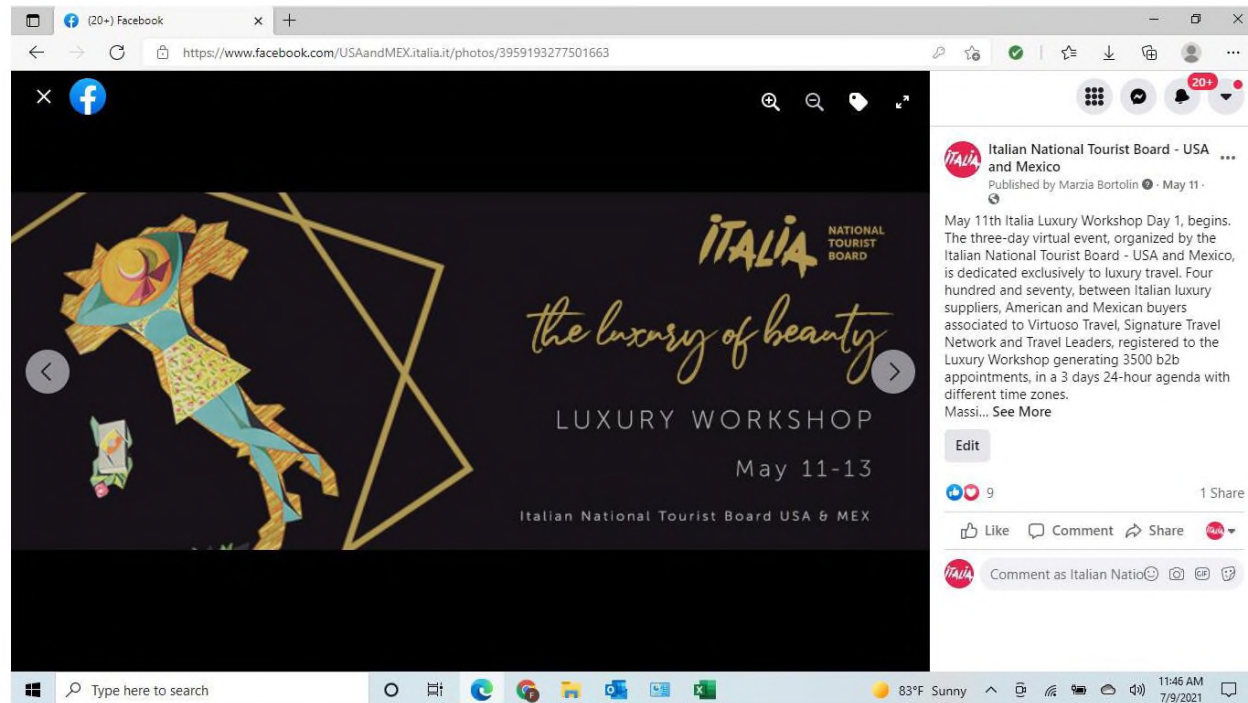 (20+) Facebook
https://www.facebook.com/USAandMEX.italia.it/photos/3959193277501663
20+
ITALIA
NATIONAL
TOURIST
BOARD
the luxury of beauty
LUXURY WORKSHOP
May 11-13
Italian National Tourist Board USA & MEX
ITALIA
Italian National Tourist Board - USA
and Mexico
Published by Marzia Bortolin · May 11 ·
May 11th Italia Luxury Workshop Day 1, begins.
The three-day virtual event, organized by the
Italian National Tourist Board - USA and Mexico,
is dedicated exclusively to luxury travel. Four
hundred and seventy, between Italian luxury
suppliers, American and Mexican buyers
associated to Virtuoso Travel, Signature Travel
Network and Travel Leaders, registered to the
Luxury Workshop generating 3500 b2b
appointments, in a 3 days 24-hour agenda with
different time zones.
Massi... See More
Edit
9
1 Share
Like Comment Share
ITALIA
Comment as Italian Natio
GIF
Type here to search
83°F Sunny
11:46 AM
7/9/2021